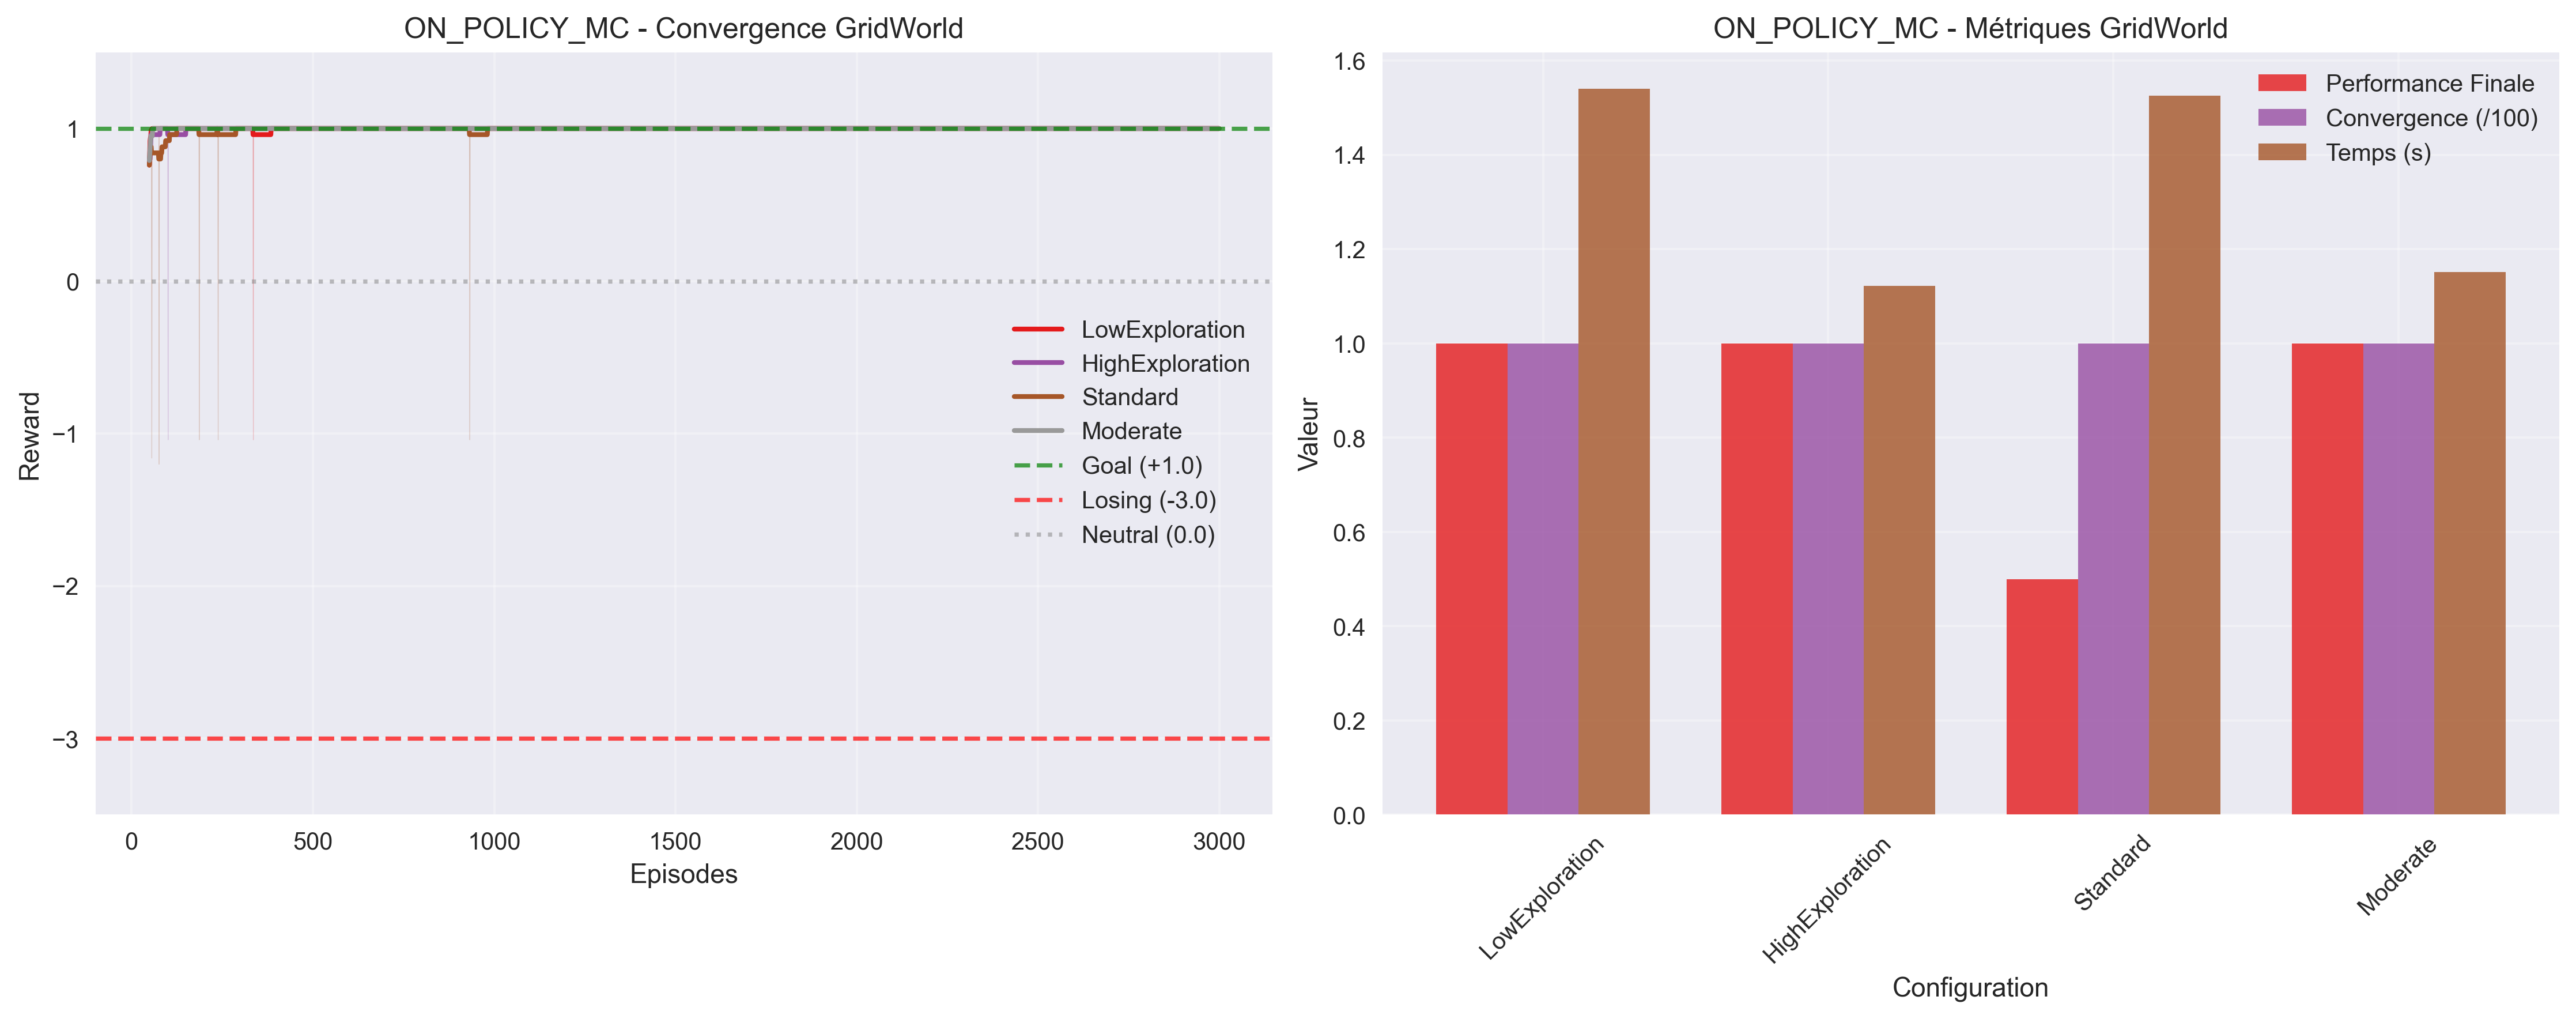 ON_POLICY_MC - Convergence GridWorld
1
0
−1
−2
−3
Reward
0 500 1000 1500 2000 2500 3000
Episodes
LowExploration
HighExploration
Standard
Moderate
Goal (+1.0)
Losing (-3.0)
Neutral (0.0)
ON_POLICY_MC - Métriques GridWorld
1.6
1.4
1.2
1.0
0.8
0.6
0.4
0.2
0.0
Valeur
Performance Finale
Convergence (/100)
Temps (s)
LowExploration
HighExploration
Standard
Moderate
Configuration